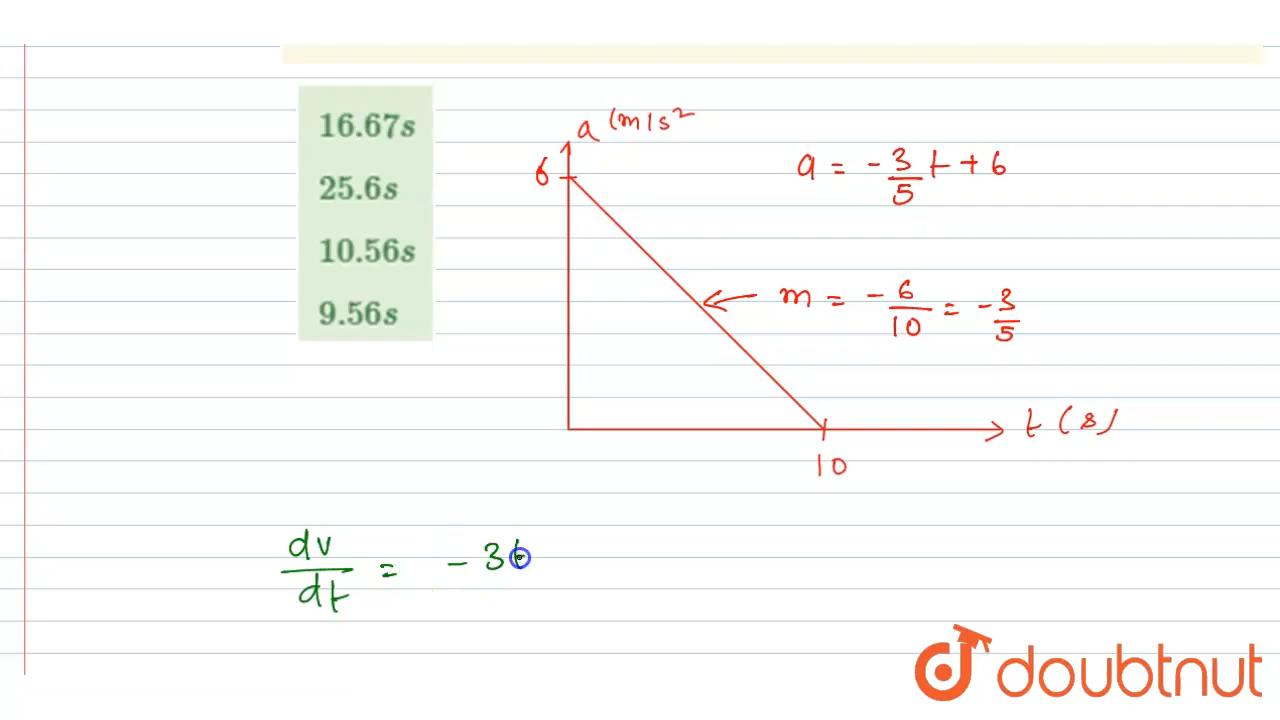 16.67s
25.6s
10.56s
9.56s
a (m/s²
6
a = -3/5 t + 6
m = -6/10 = -3/5
t (s)
10
dv/dt = -3t
doubtnut